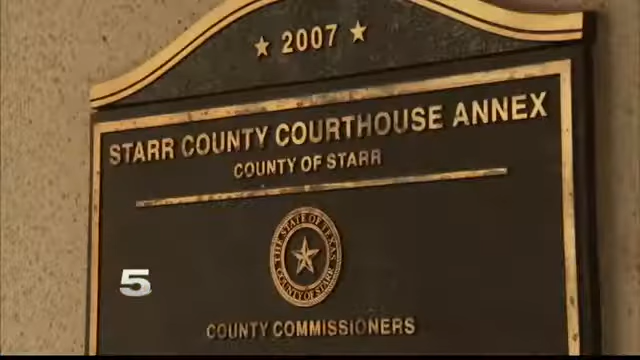 ★ 2007 ★
STARR COUNTY COURTHOUSE ANNEX
COUNTY OF STARR
THE STATE OF TEXAS
COUNTY OF STARR
5
COUNTY COMMISSIONERS